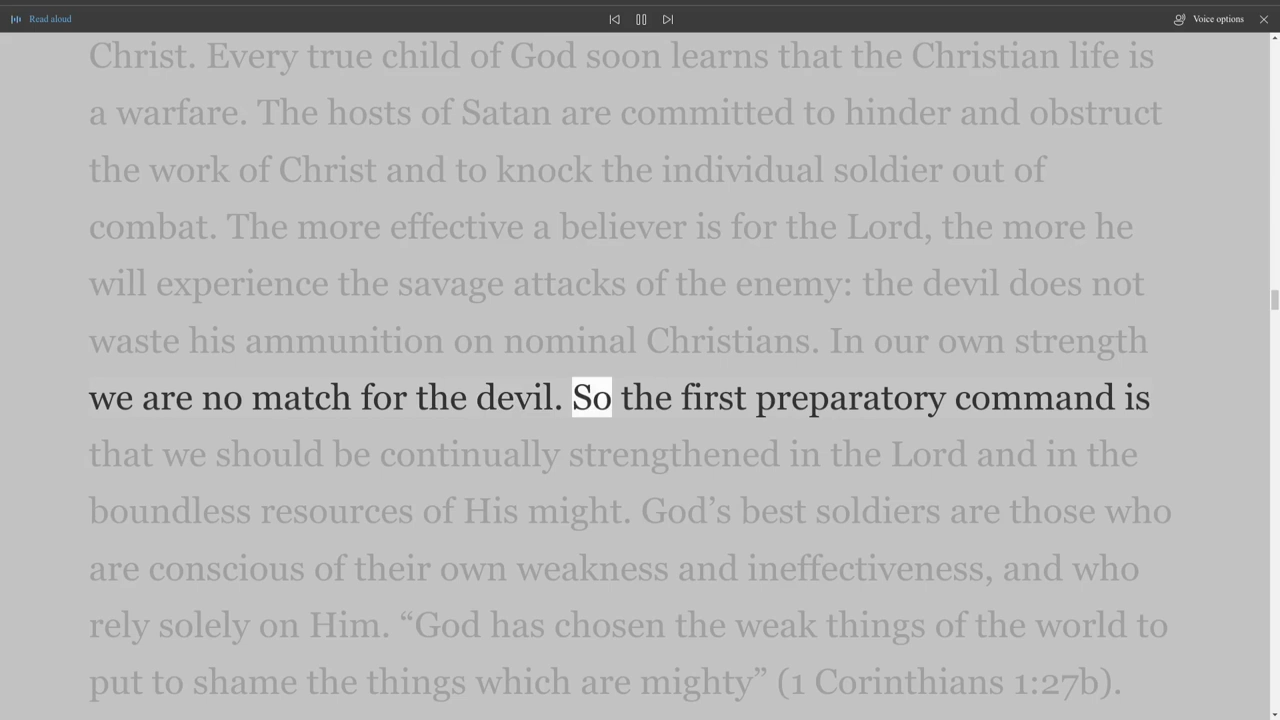 Read aloud
Voice options
Christ. Every true child of God soon learns that the Christian life is
a warfare. The hosts of Satan are committed to hinder and obstruct
the work of Christ and to knock the individual soldier out of
combat. The more effective a believer is for the Lord, the more he
will experience the savage attacks of the enemy: the devil does not
waste his ammunition on nominal Christians. In our own strength
we are no match for the devil. So the first preparatory command is
that we should be continually strengthened in the Lord and in the
boundless resources of His might. God’s best soldiers are those who
are conscious of their own weakness and ineffectiveness, and who
rely solely on Him. “God has chosen the weak things of the world to
put to shame the things which are mighty” (1 Corinthians 1:27b).